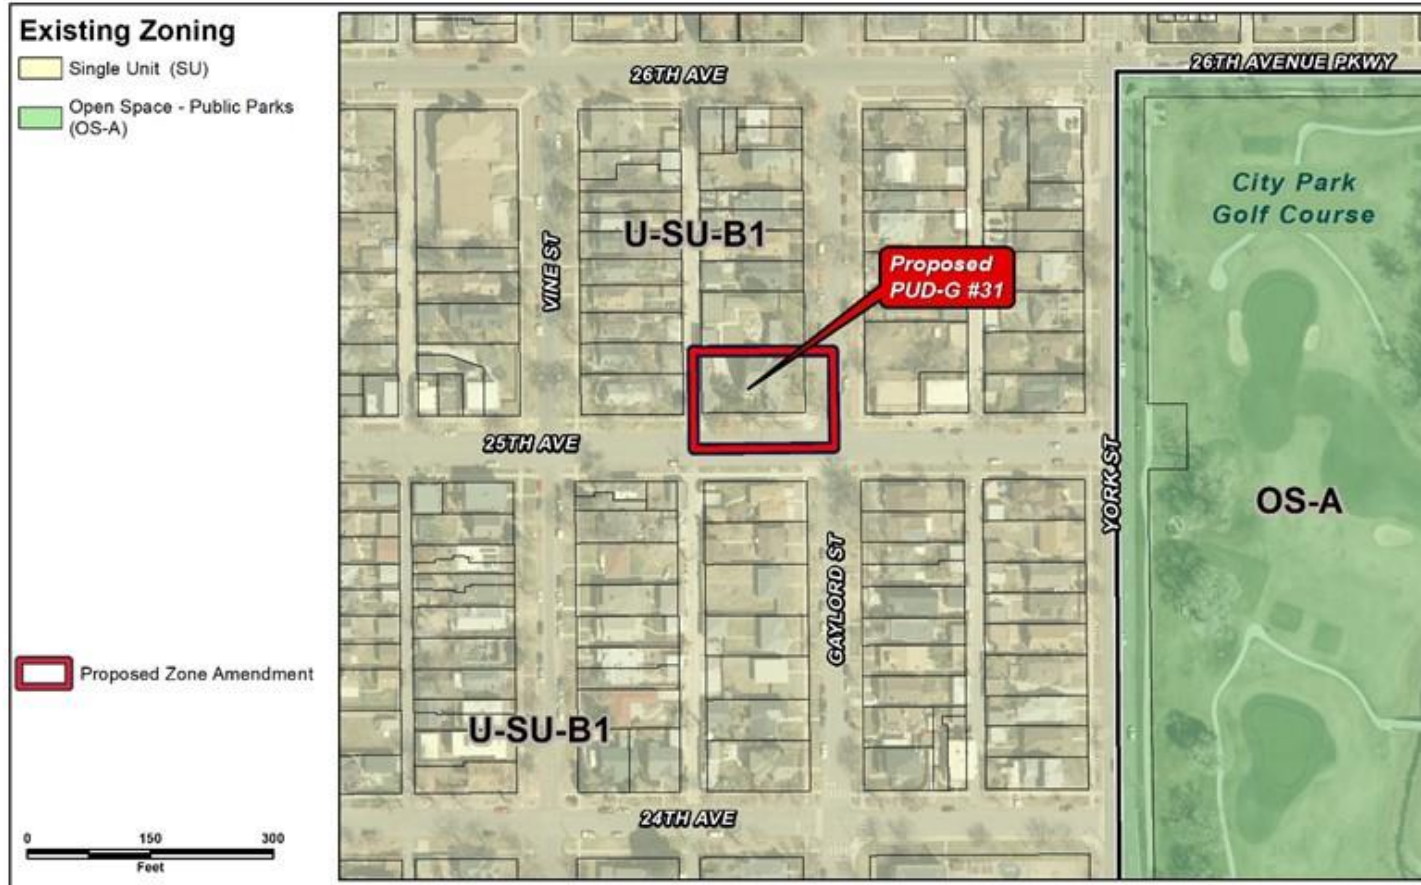 Existing Zoning
Single Unit (SU)
Open Space - Public Parks
(OS-A)
Proposed Zone Amendment
0 150 300
Feet
26TH AVE
26TH AVENUE PKWY
City Park
Golf Course
U-SU-B1
VINE ST
Proposed
PUD-G #31
25TH AVE
YORK ST
OS-A
GAYLORD ST
U-SU-B1
24TH AVE